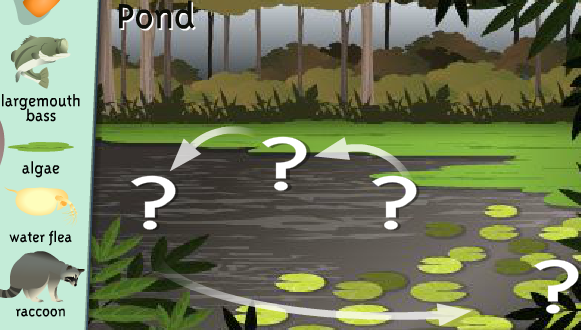 Pond
largemouth
bass
algae
water flea
raccoon
?
?
?
?